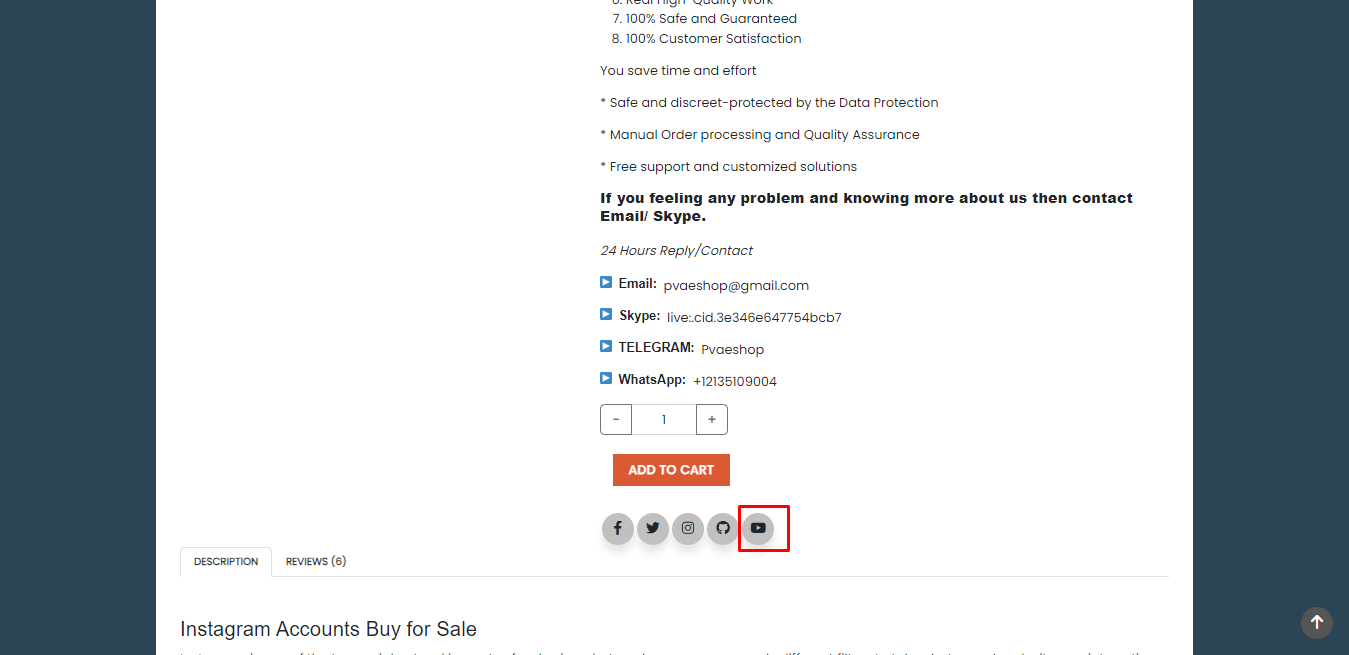 6. Real High-Quality Work
7. 100% Safe and Guaranteed
8. 100% Customer Satisfaction
You save time and effort
* Safe and discreet-protected by the Data Protection
* Manual Order processing and Quality Assurance
* Free support and customized solutions
If you feeling any problem and knowing more about us then contact
Email/ Skype.
24 Hours Reply/Contact
Email: pvaeshop@gmail.com
Skype: live:.cid.3e346e647754bcb7
TELEGRAM: Pvaeshop
WhatsApp: +12135109004
- 1 +
ADD TO CART
DESCRIPTION REVIEWS (6)
Instagram Accounts Buy for Sale